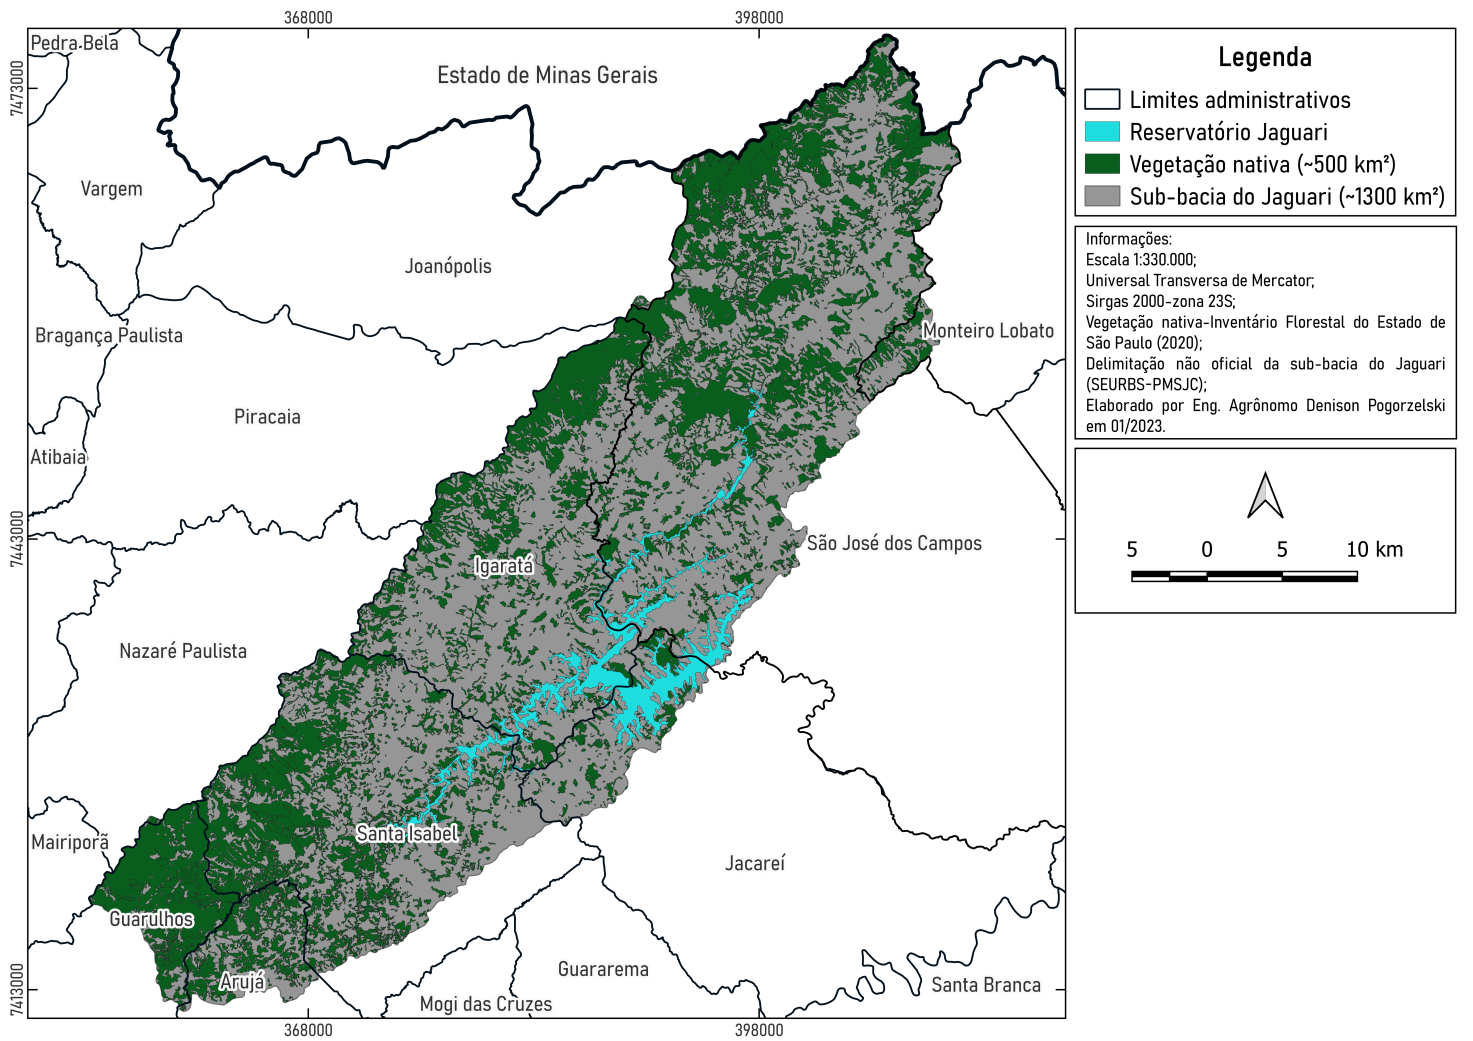 368000
398000
Pedra Bela
Estado de Minas Gerais
7473000
Vargem
Joanópolis
Bragança Paulista
Monteiro Lobato
Piracaia
Atibaia
7443000
São José dos Campos
Igaratá
Nazaré Paulista
Santa Isabel
Mairiporã
Jacareí
Guarulhos
Guararema
Arujá
7413000
Santa Branca
Mogi das Cruzes
368000
398000
Legenda
Limites administrativos
Reservatório Jaguari
Vegetação nativa (~500 km²)
Sub-bacia do Jaguari (~1300 km²)
Informações:
Escala 1:330.000;
Universal Transversa de Mercator;
Sirgas 2000-zona 23S;
Vegetação nativa-Inventário Florestal do Estado de
São Paulo (2020);
Delimitação não oficial da sub-bacia do Jaguari
(SEURBS-PMSJC);
Elaborado por Eng. Agrônomo Denison Pogorzelski
em 01/2023.
5 0 5 10 km